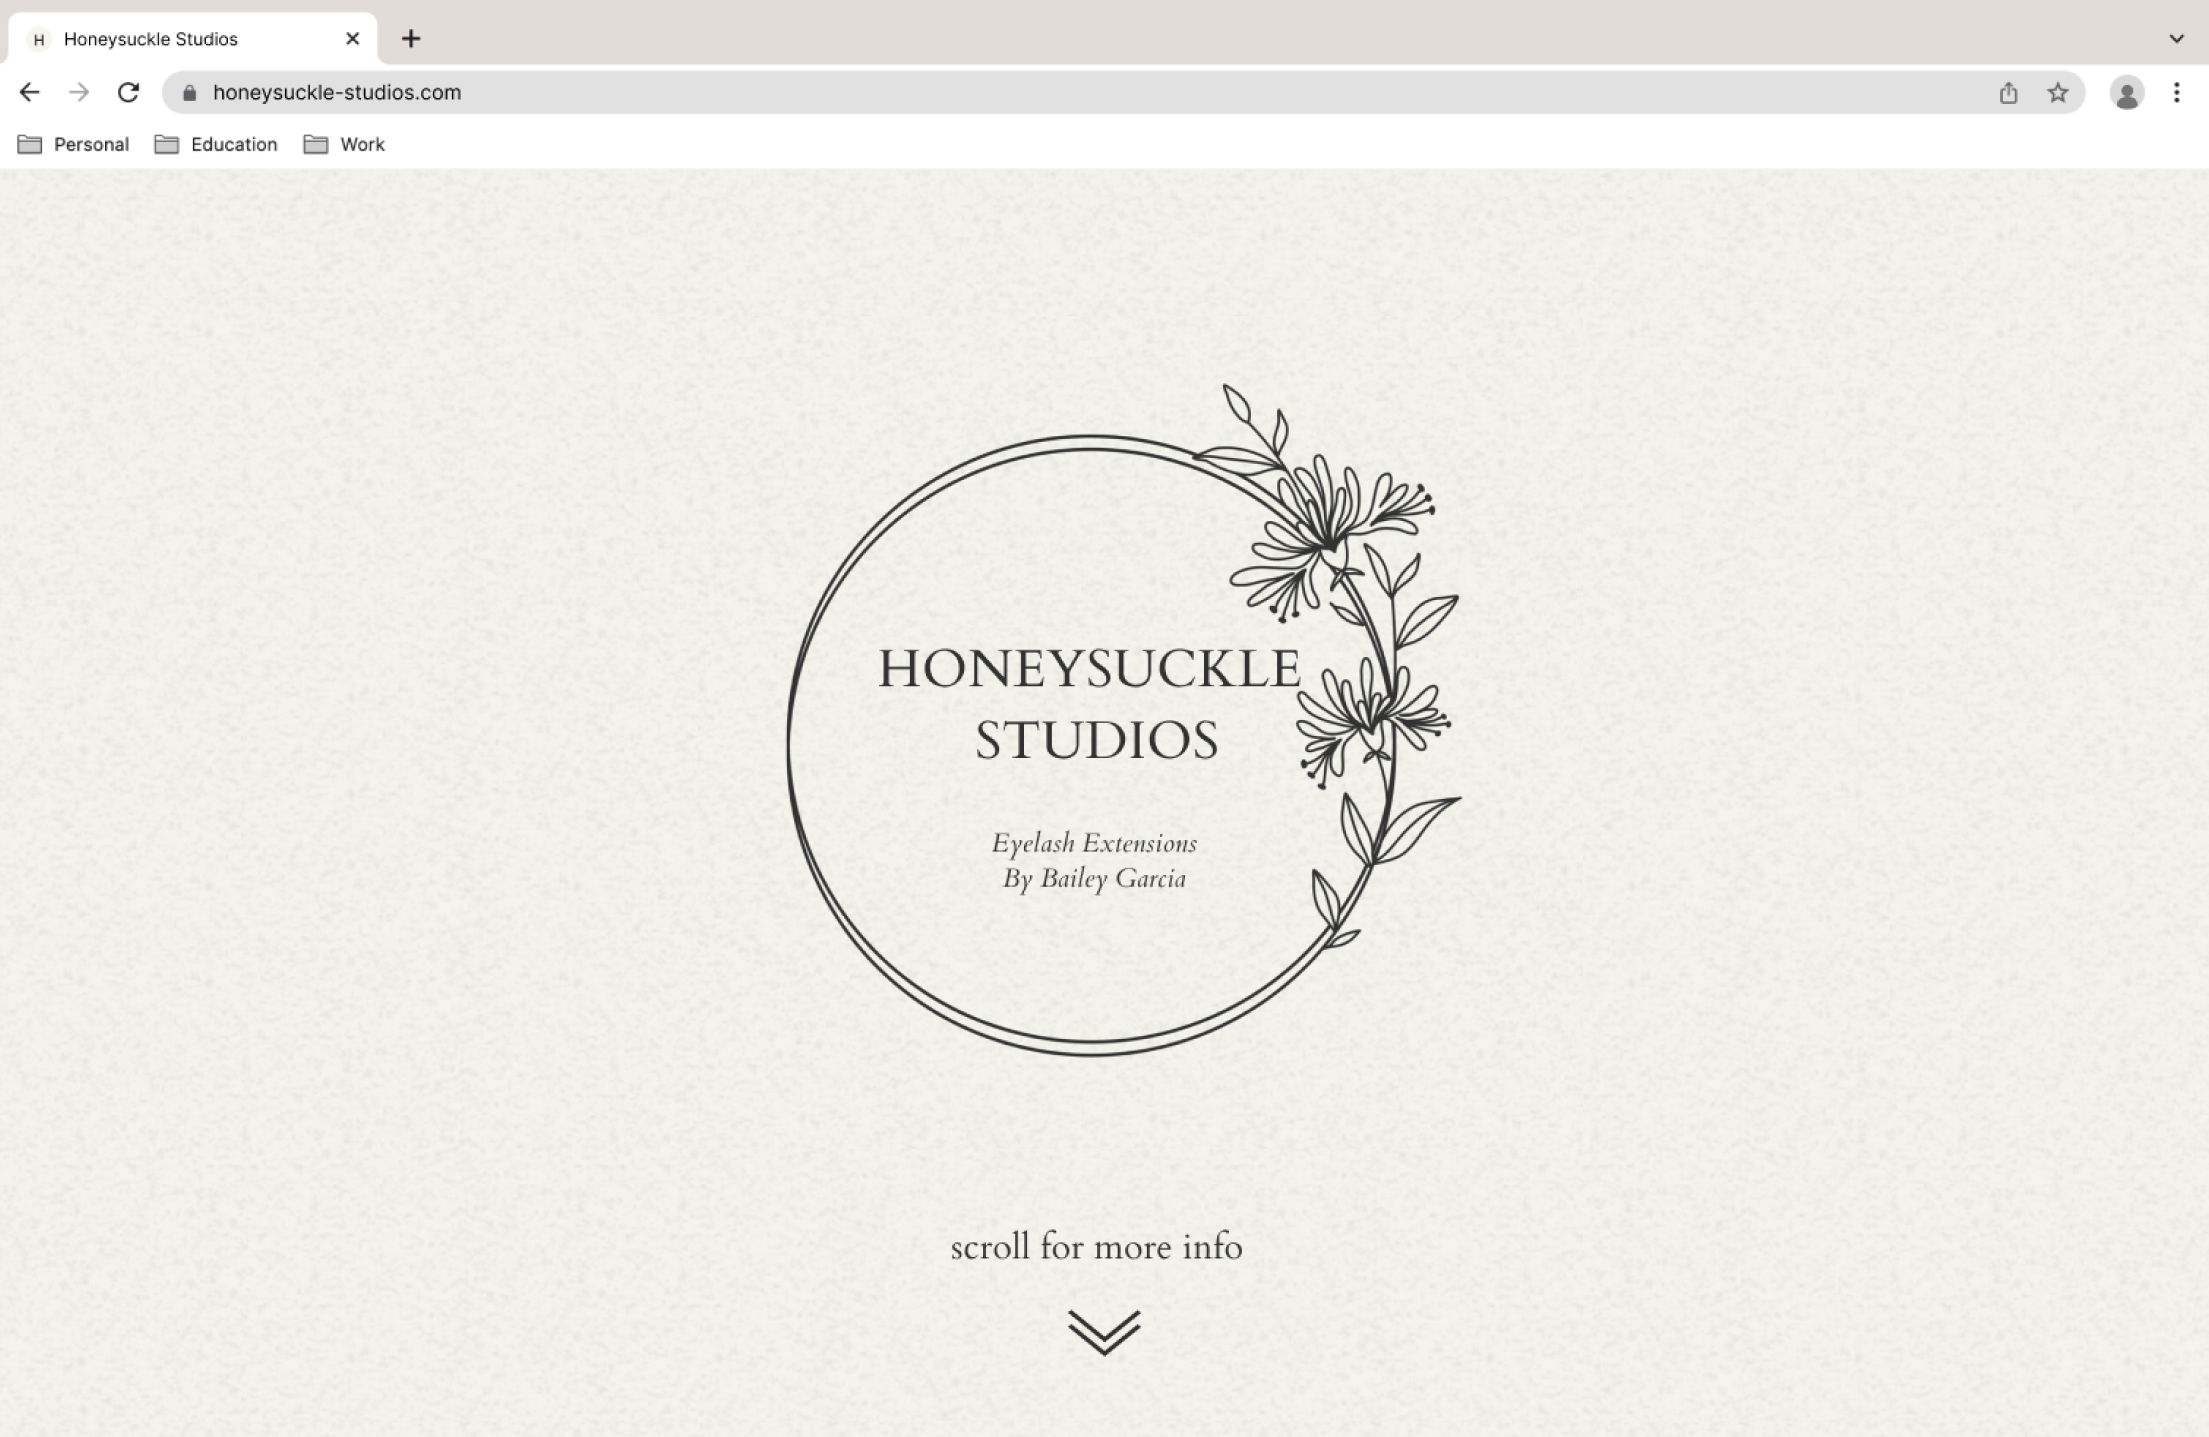 H Honeysuckle Studios
honeysuckle-studios.com
Personal Education Work
HONEYSUCKLE
STUDIOS
Eyelash Extensions
By Bailey Garcia
scroll for more info